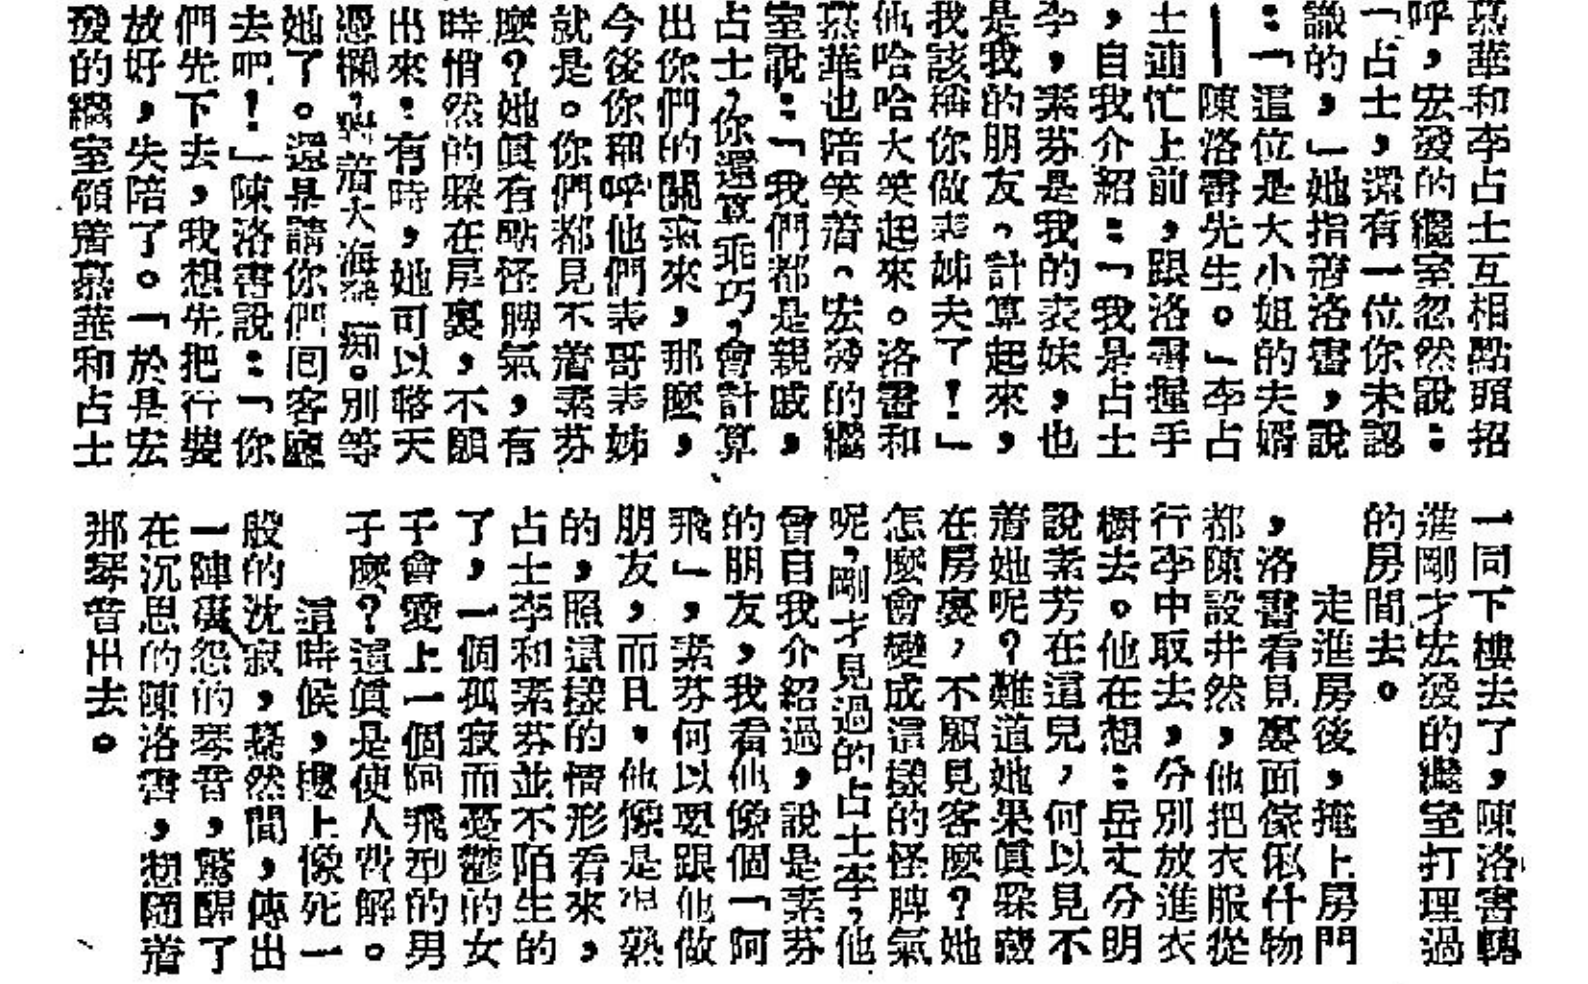 慕華和李占士互相點頭招
呼，宏發的繼室忽然說：
「占士，還有一位你未認
識的，」她指着洛書，說
：「這位是大小姐的夫婿
——陳洛書先生。」李占
士連忙上前，跟洛書握手
，自我介紹：「我是占士
李，素芬是我的表妹，也
是我的朋友。計算起來，
我該稱你做表姊夫了！」
他哈哈大笑起來。洛書和
慕華也陪笑着。宏發的繼
室說：「我們都是親戚，
占士，你還算乖巧，會計算
出你們的關係來，那麼，
今後你稱呼他們表哥表姊
就是。你們都見不着素芬
麼？她眞有點怪脾氣，有
時悄然的躲在房裏，不願
出來：有時，她可以整天
憑欄，對着大海發痴。別等
她了。還是請你們囘客廳
去吧！」陳洛書說：「你
們先下去，我想先把行裝
放好，失陪了。「於是宏
發的繼室領着慕華和占士
一同下樓去了，陳洛書轉
進剛才宏發的繼室打理過
的房間去。
走進房後，掩上房門
，洛書看見裏面傢俬什物
都陳設井然，他把衣服從
行李中取去，分別放進衣
橱去。他在想：岳丈分明
說素芳在這兒，何以見不
着她呢？難道她果眞躱藏
在房裏，不願見客麼？她
怎麼會變成這樣的怪脾氣
呢，剛才見過的占士李，他
會自我介紹過，說是素芬
的朋友，我看他像個「阿
飛」，素芬何以要跟他做
朋友，而且，他像是很熟
的，照這樣的情形看來，
占士李和素芬並不陌生的
了，一個孤寂而憂鬱的女
子會愛上一個阿飛型的男
子麼？這眞是使人費解。
這時候，樓上像死一
般的沈寂，驀然間，傳出
一陣凄怨的琴音，驚醒了
在沉思的陳洛書，想隨着
那琴音出去。